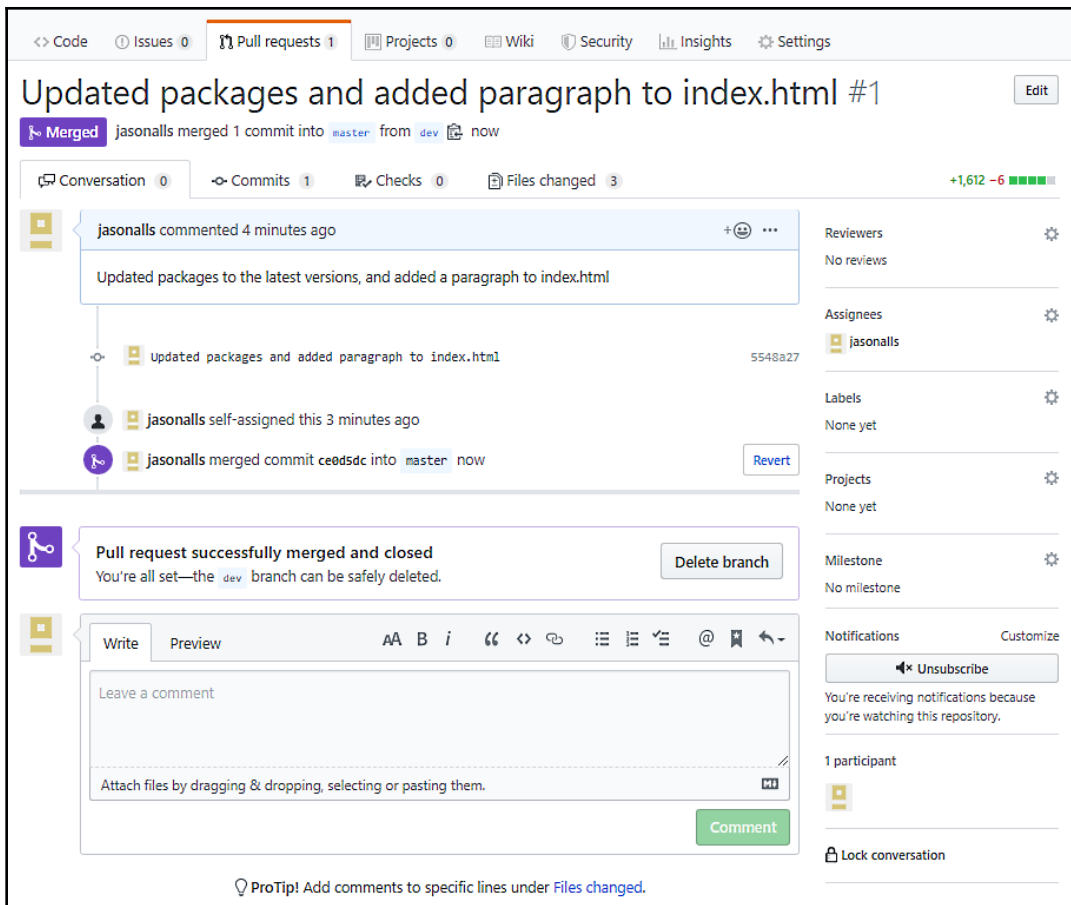 Code Issues 0 Pull requests 1 Projects 0 Wiki Security Insights Settings
Updated packages and added paragraph to index.html #1 Edit
Merged jasonalls merged 1 commit into master from dev now
Conversation 0 Commits 1 Checks 0 Files changed 3 +1,612 −6
jasonalls commented 4 minutes ago
Updated packages to the latest versions, and added a paragraph to index.html
Updated packages and added paragraph to index.html 5548a27
jasonalls self-assigned this 3 minutes ago
jasonalls merged commit ce0d5dc into master now Revert
Pull request successfully merged and closed
You're all set—the dev branch can be safely deleted.
Delete branch
Write Preview AA B i @
Leave a comment
Attach files by dragging & dropping, selecting or pasting them.
Comment
ProTip! Add comments to specific lines under Files changed.
Reviewers
No reviews
Assignees
jasonalls
Labels
None yet
Projects
None yet
Milestone
No milestone
Notifications Customize
Unsubscribe
You're receiving notifications because
you're watching this repository.
1 participant
Lock conversation